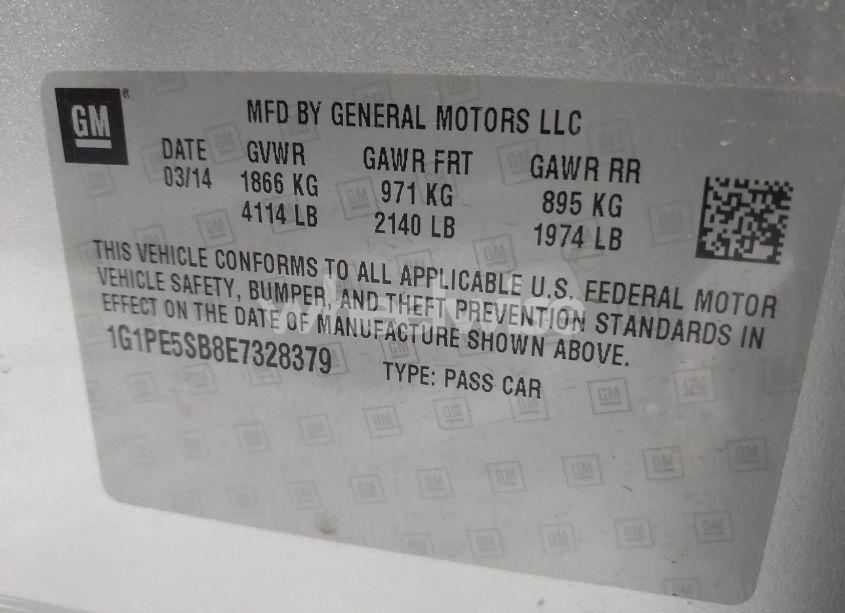 GM®
MFD BY GENERAL MOTORS LLC
DATE GVWR GAWR FRT GAWR RR
03/14 1866 KG 971 KG 895 KG
4114 LB 2140 LB 1974 LB
THIS VEHICLE CONFORMS TO ALL APPLICABLE U.S. FEDERAL MOTOR
VEHICLE SAFETY, BUMPER, AND THEFT PREVENTION STANDARDS IN
EFFECT ON THE DATE OF MANUFACTURE SHOWN ABOVE.
1G1PE5SB8E7328379 TYPE: PASS CAR